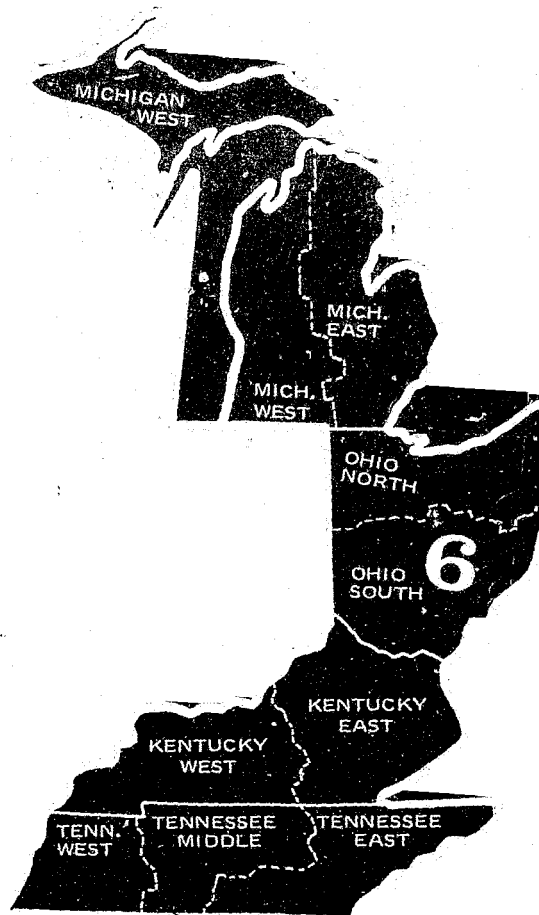 MICHIGAN
WEST
MICH.
EAST
MICH.
WEST
OHIO
NORTH
6
OHIO
SOUTH
KENTUCKY
EAST
KENTUCKY
WEST
TENN.
WEST
TENNESSEE
MIDDLE
TENNESSEE
EAST